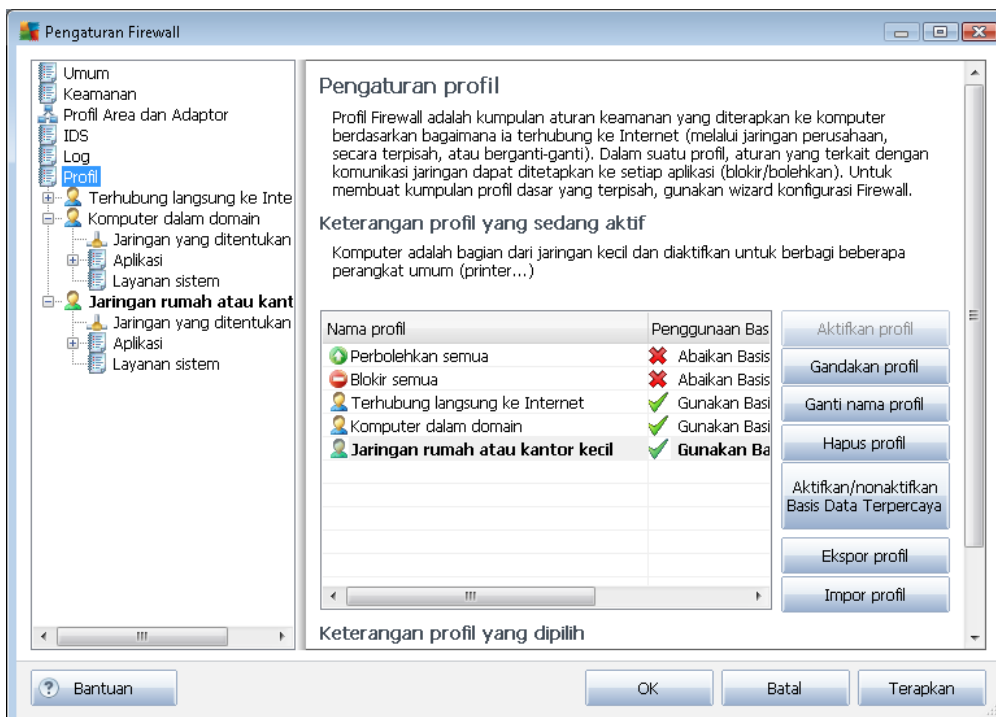 Pengaturan Firewall
Umum
Keamanan
Profil Area dan Adaptor
IDS
Log
Profil
Terhubung langsung ke Inte
Komputer dalam domain
Jaringan yang ditentukan
Aplikasi
Layanan sistem
Jaringan rumah atau kant
Jaringan yang ditentukan
Aplikasi
Layanan sistem
Pengaturan profil
Profil Firewall adalah kumpulan aturan keamanan yang diterapkan ke komputer
berdasarkan bagaimana ia terhubung ke Internet (melalui jaringan perusahaan,
secara terpisah, atau berganti-ganti). Dalam suatu profil, aturan yang terkait dengan
komunikasi jaringan dapat ditetapkan ke setiap aplikasi (blokir/bolehkan). Untuk
membuat kumpulan profil dasar yang terpisah, gunakan wizard konfigurasi Firewall.
Keterangan profil yang sedang aktif
Komputer adalah bagian dari jaringan kecil dan diaktifkan untuk berbagi beberapa
perangkat umum (printer...)
Nama profil Penggunaan Bas
Perbolehkan semua Abaikan Basis
Blokir semua Abaikan Basis
Terhubung langsung ke Internet Gunakan Basi
Komputer dalam domain Gunakan Basi
Jaringan rumah atau kantor kecil Gunakan Ba
Aktifkan profil
Gandakan profil
Ganti nama profil
Hapus profil
Aktifkan/nonaktifkan
Basis Data Terpercaya
Ekspor profil
Impor profil
Keterangan profil yang dipilih
? Bantuan
OK
Batal
Terapkan